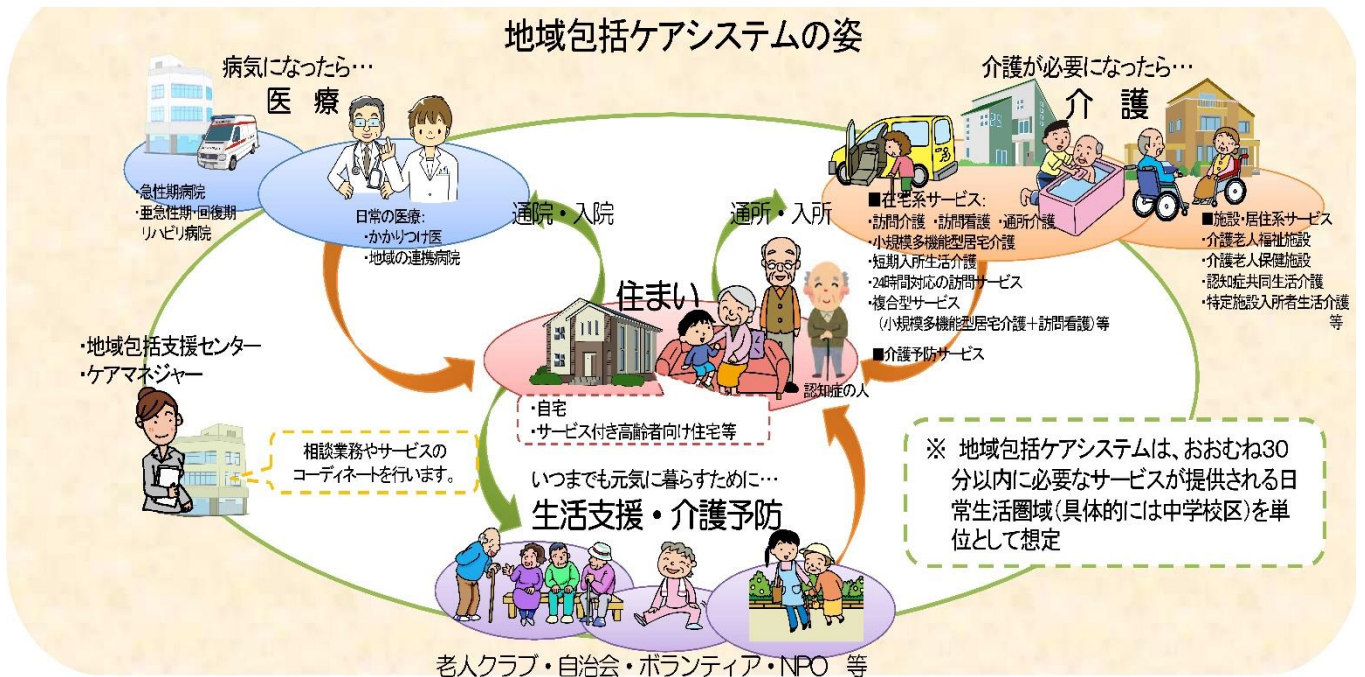 地域包括ケアシステムの姿
病気になったら…
医 療
・急性期病院
・亜急性期・回復期
リハビリ病院
日常の医療:
・かかりつけ医
・地域の連携病院
通院・入院
通所・入所
介護が必要になったら…
介 護
■在宅系サービス:
・訪問介護 ・訪問看護 ・通所介護
・小規模多機能型居宅介護
・短期入所生活介護
・24時間対応の訪問サービス
・複合型サービス
(小規模多機能型居宅介護+訪問看護)等
■介護予防サービス
■施設・居住系サービス
・介護老人福祉施設
・介護老人保健施設
・認知症共同生活介護
・特定施設入所者生活介護
等
住まい
認知症の人
・自宅
・サービス付き高齢者向け住宅等
・地域包括支援センター
・ケアマネジャー
相談業務やサービスの
コーディネートを行います。
いつまでも元気に暮らすために…
生活支援・介護予防
老人クラブ・自治会・ボランティア・NPO 等
※ 地域包括ケアシステムは、おおむね30
分以内に必要なサービスが提供される日
常生活圏域(具体的には中学校区)を単
位として想定